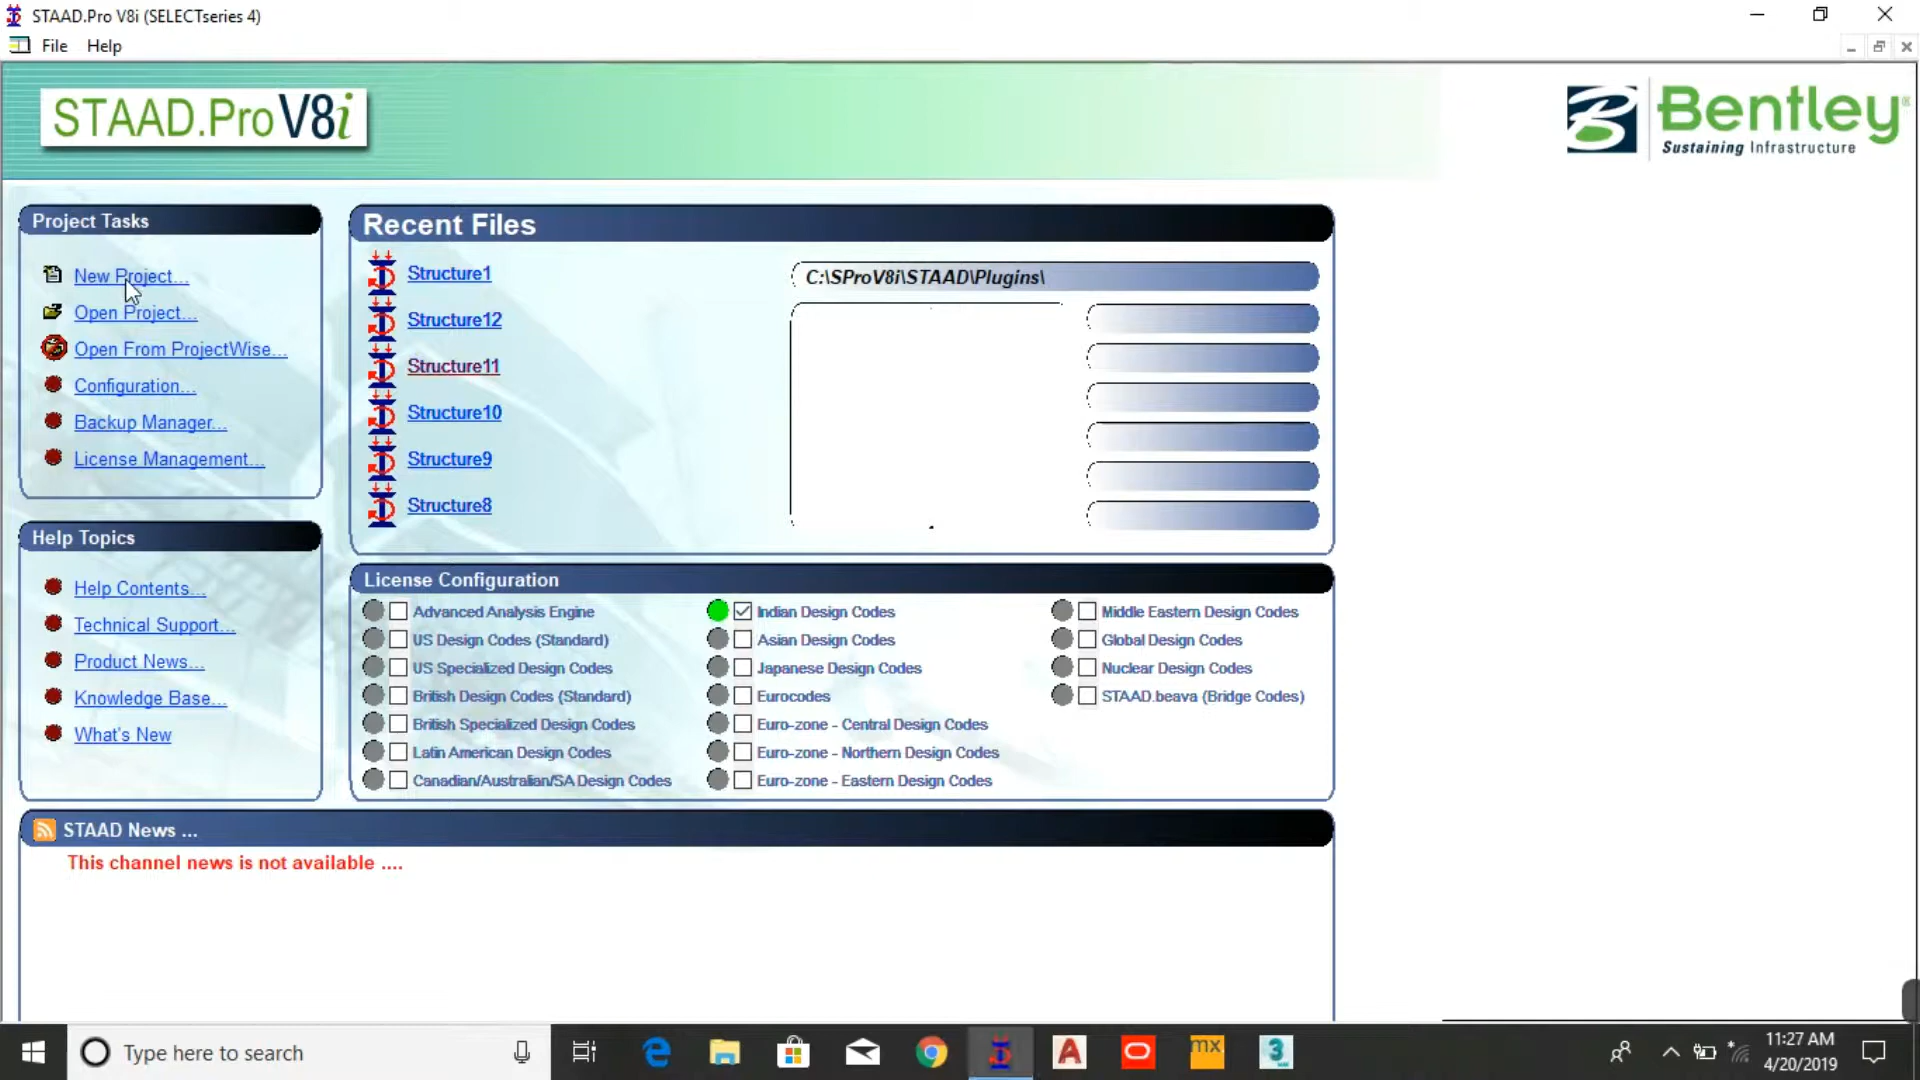 STAAD.Pro V8i (SELECTseries 4)
File Help
STAAD.Pro V8i
Bentley®
Sustaining Infrastructure
Project Tasks
New Project...
Open Project...
Open From ProjectWise...
Configuration...
Backup Manager...
License Management...
Recent Files
Structure1
Structure12
Structure11
Structure10
Structure9
Structure8
C:\SProV8i\STAAD\Plugins\
Help Topics
Help Contents...
Technical Support...
Product News...
Knowledge Base...
What's New
License Configuration
Advanced Analysis Engine
US Design Codes (Standard)
US Specialized Design Codes
British Design Codes (Standard)
British Specialized Design Codes
Latin American Design Codes
Canadian/Australian/SA Design Codes
Indian Design Codes
Asian Design Codes
Japanese Design Codes
Eurocodes
Euro-zone - Central Design Codes
Euro-zone - Northern Design Codes
Euro-zone - Eastern Design Codes
Middle Eastern Design Codes
Global Design Codes
Nuclear Design Codes
STAAD.beava (Bridge Codes)
STAAD News ...
This channel news is not available ....
Type here to search
mx
3
11:27 AM
4/20/2019